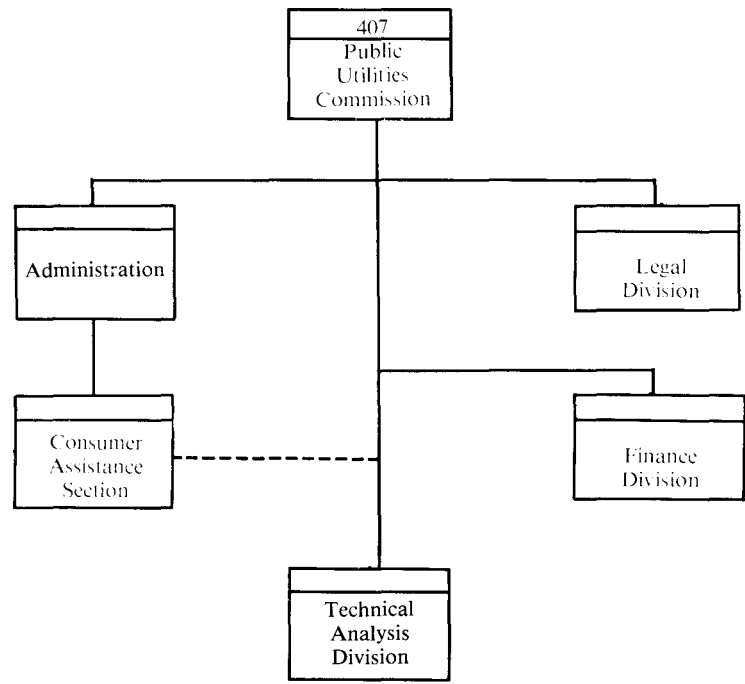 407
Public
Utilities
Commission
Administration
Legal
Division
Consumer
Assistance
Section
Finance
Division
Technical
Analysis
Division